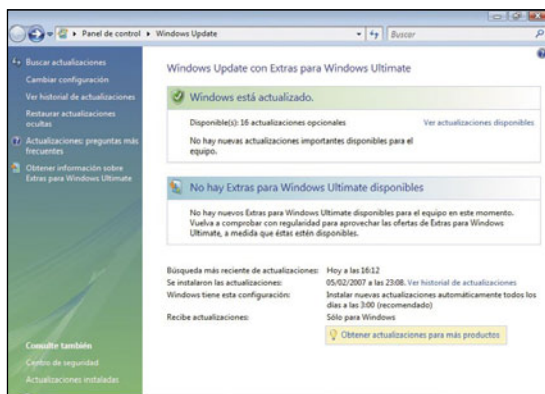 Panel de control ▸ Windows Update
Buscar
Buscar actualizaciones
Cambiar configuración
Ver historial de actualizaciones
Restaurar actualizaciones
ocultas
Actualizaciones: preguntas más
frecuentes
Obtener información sobre
Extras para Windows Ultimate
Windows Update con Extras para Windows Ultimate
Windows está actualizado.
Disponible(s): 16 actualizaciones opcionales
Ver actualizaciones disponibles
No hay nuevas actualizaciones importantes disponibles para el
equipo.
No hay Extras para Windows Ultimate disponibles
No hay nuevos Extras para Windows Ultimate disponibles para el equipo en este momento.
Vuelva a comprobar con regularidad para aprovechar las ofertas de Extras para Windows
Ultimate, a medida que éstas estén disponibles.
Búsqueda más reciente de actualizaciones: Hoy a las 16:12
Se instalaron las actualizaciones: 05/02/2007 a las 23:08. Ver historial de actualizaciones
Windows tiene esta configuración: Instalar nuevas actualizaciones automáticamente todos los
días a las 3:00 (recomendado)
Recibe actualizaciones: Sólo para Windows
Obtener actualizaciones para más productos
Consulte también
Centro de seguridad
Actualizaciones instaladas